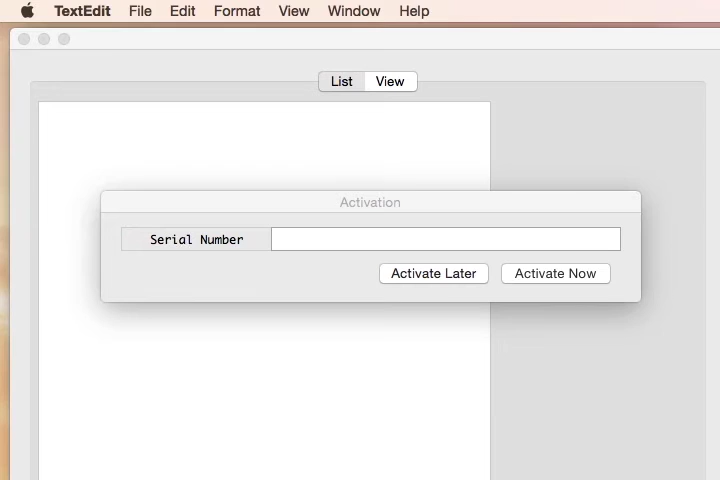 TextEdit File Edit Format View Window Help
List View
Activation
Serial Number
Activate Later Activate Now